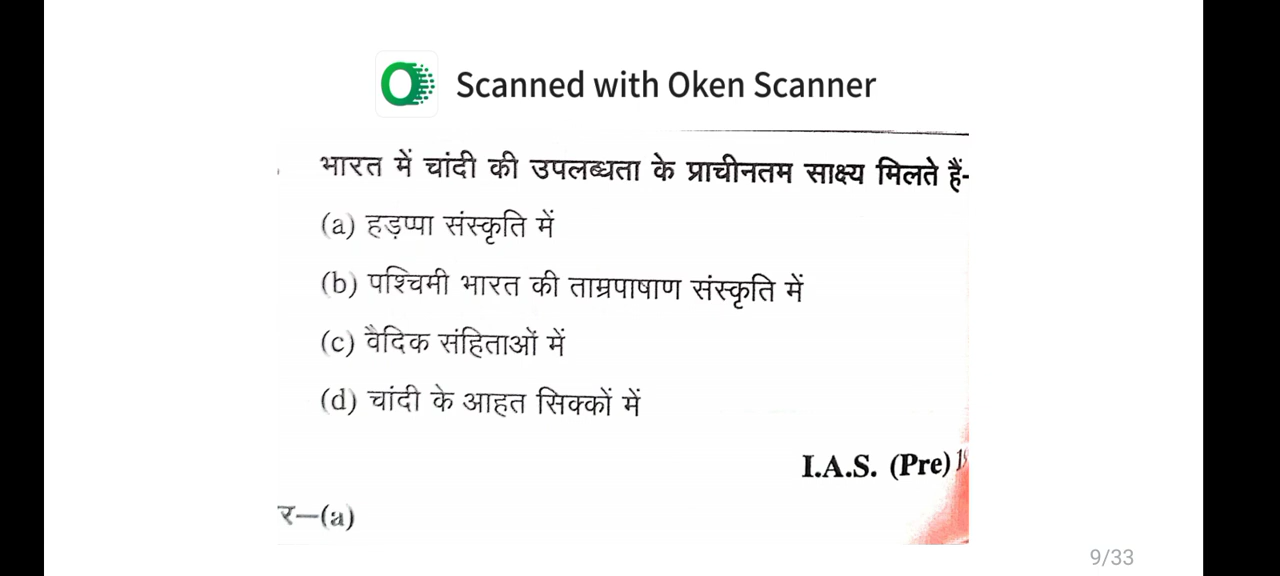 Scanned with Oken Scanner
भारत में चांदी की उपलब्धता के प्राचीनतम साक्ष्य मिलते हैं-
(a) हड़प्पा संस्कृति में
(b) पश्चिमी भारत की ताम्रपाषाण संस्कृति में
(c) वैदिक संहिताओं में
(d) चांदी के आहत सिक्कों में
I.A.S. (Pre)
र–(a)
9/33